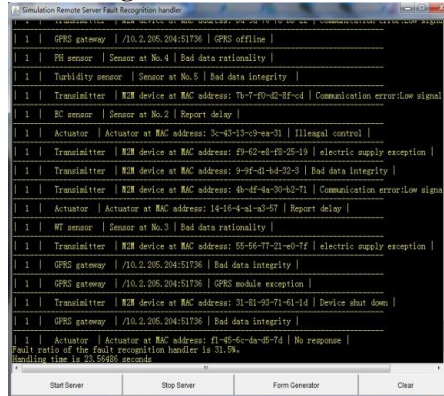 Simulation Remote Server Fault Recognition handler
| 1 | GPRS gateway | /10.2.205.204:51736 | GPRS offline |
| 1 | PH sensor | Sensor at No.4 | Bad data rationality |
| 1 | Turbidity sensor | Sensor at No.5 | Bad data integrity |
| 1 | Transimitter | M2M device at MAC address: 7b-7-f0-d2-8f-cd | Communication error:Low signa
| 1 | EC sensor | Sensor at No.2 | Report delay |
| 1 | Actuator | Actuator at MAC address: 3c-43-13-c9-ea-31 | Illeagal control |
| 1 | Transimitter | M2M device at MAC address: f9-62-e8-f8-25-19 | electric supply exception |
| 1 | Transimitter | M2M device at MAC address: 9-9f-d1-bd-32-3 | Bad data integrity |
| 1 | Transimitter | M2M device at MAC address: 4b-df-4a-30-b2-71 | Communication error:Low signa
| 1 | Actuator | Actuator at MAC address: 14-16-4-a1-a3-57 | Report delay |
| 1 | WT sensor | Sensor at No.3 | Bad data rationality |
| 1 | Transimitter | M2M device at MAC address: 55-56-77-21-e0-7f | electric supply exception |
| 1 | GPRS gateway | /10.2.205.204:51736 | Bad data integrity |
| 1 | GPRS gateway | /10.2.205.204:51736 | GPRS module exception |
| 1 | Transimitter | M2M device at MAC address: 31-81-93-71-61-1d | Device shut down |
| 1 | GPRS gateway | /10.2.205.204:51736 | Bad data integrity |
| 1 | Actuator | Actuator at MAC address: f1-45-6c-da-d5-7d | No response |
Fault ratio of the fault recognition handler is 31.5%.
Handling time is 23.56486 seconds
Start Server Stop Server Form Generator Clear